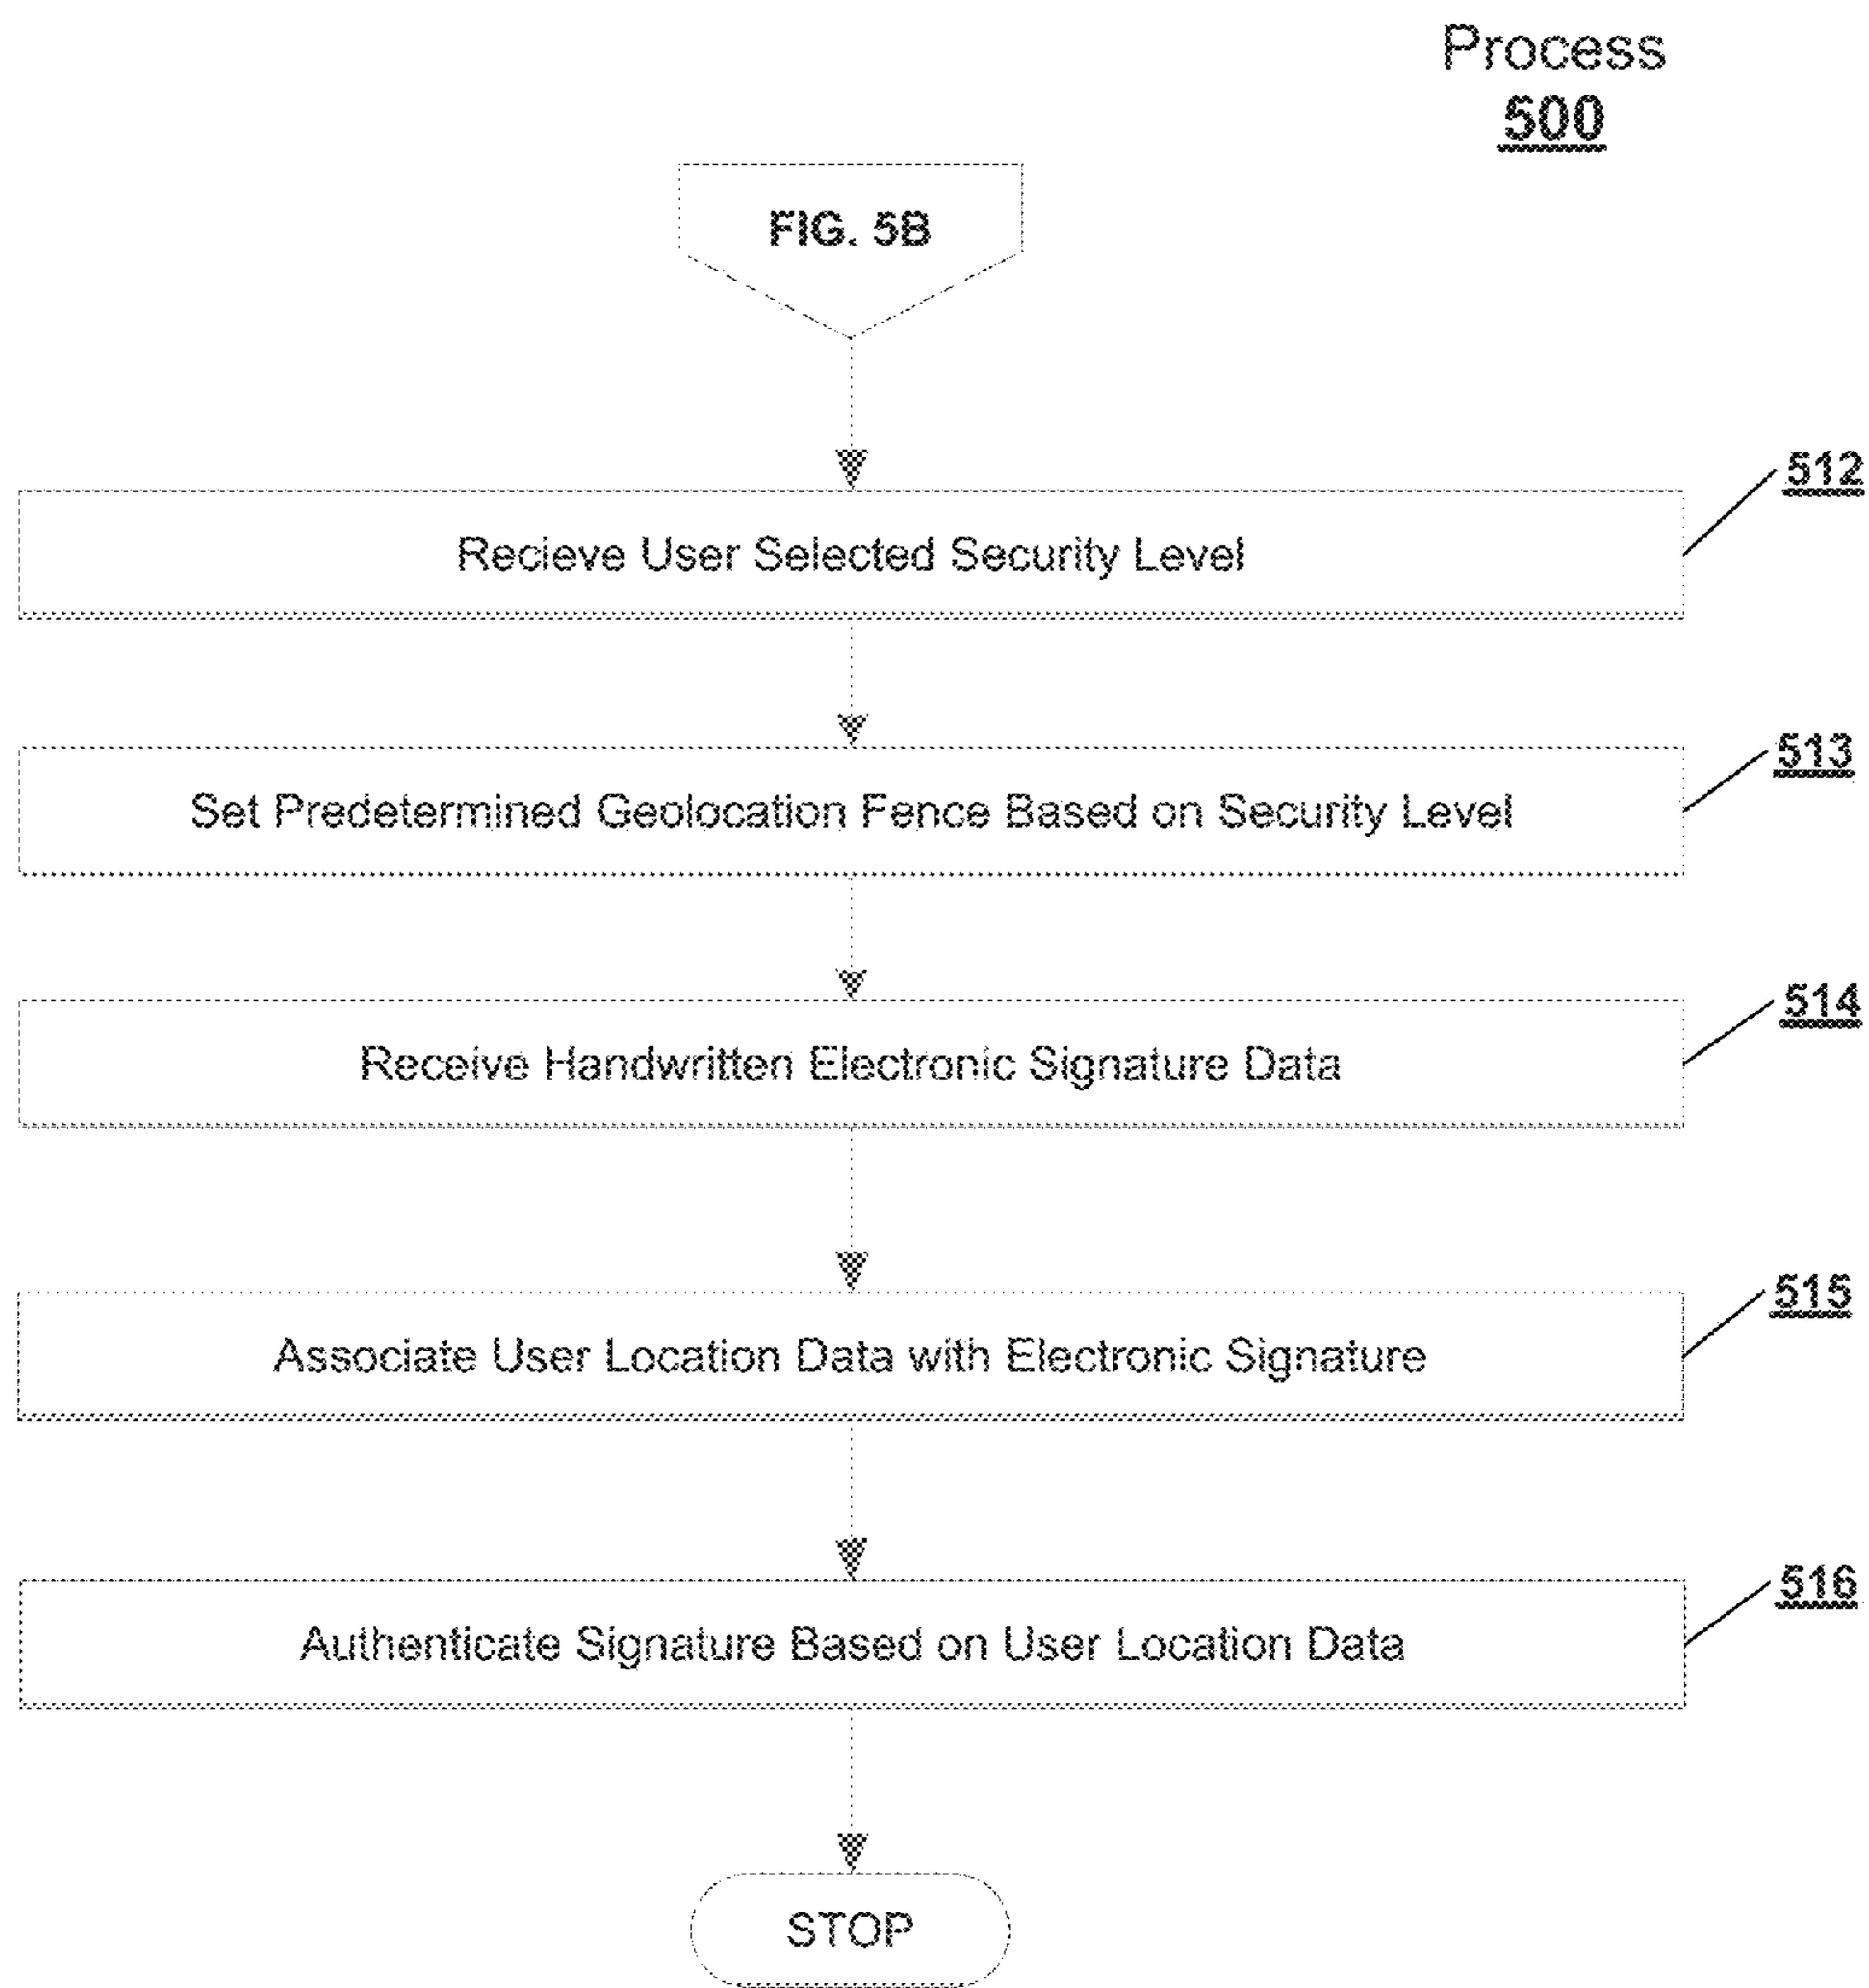 Process
500
FIG. 5B
512
Recieve User Selected Security Level
513
Set Predetermined Geolocation Fence Based on Security Level
514
Receive Handwritten Electronic Signature Data
515
Associate User Location Data with Electronic Signature
516
Authenticate Signature Based on User Location Data
STOP